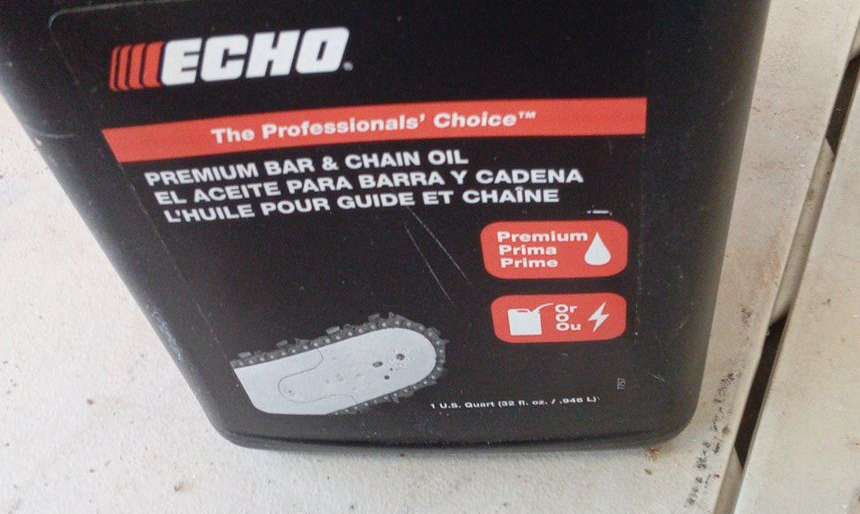 ECHO
The Professionals' Choice™
PREMIUM BAR & CHAIN OIL
EL ACEITE PARA BARRA Y CADENA
L'HUILE POUR GUIDE ET CHAÎNE
Premium
Prima
Prime
Or
O
Ou
1 U.S. Quart (32 fl. oz. / .946 L)